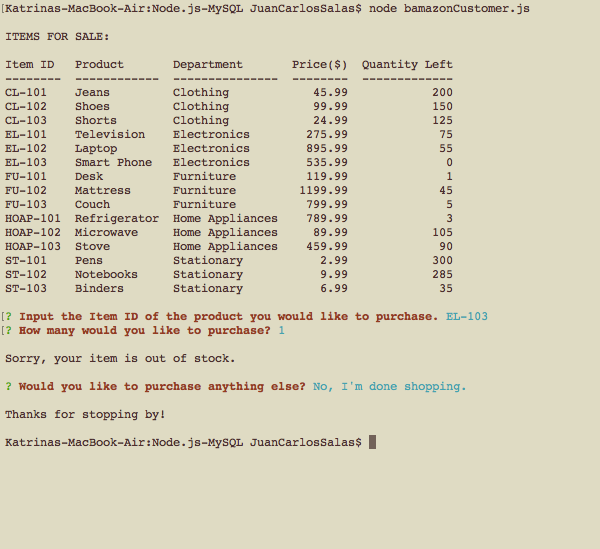 [Katrinas-MacBook-Air:Node.js-MySQL JuanCarlosSalas$ node bamazonCustomer.js
ITEMS FOR SALE:
Item ID  Product  Department  Price($)  Quantity Left
--------  ------------  ---------------  --------  -------------
CL-101  Jeans  Clothing  45.99  200
CL-102  Shoes  Clothing  99.99  150
CL-103  Shorts  Clothing  24.99  125
EL-101  Television  Electronics  275.99  75
EL-102  Laptop  Electronics  895.99  55
EL-103  Smart Phone  Electronics  535.99  0
FU-101  Desk  Furniture  119.99  1
FU-102  Mattress  Furniture  1199.99  45
FU-103  Couch  Furniture  799.99  5
HOAP-101  Refrigerator  Home Appliances  789.99  3
HOAP-102  Microwave  Home Appliances  89.99  105
HOAP-103  Stove  Home Appliances  459.99  90
ST-101  Pens  Stationary  2.99  300
ST-102  Notebooks  Stationary  9.99  285
ST-103  Binders  Stationary  6.99  35
[? Input the Item ID of the product you would like to purchase. EL-103
[? How many would you like to purchase? 1
Sorry, your item is out of stock.
? Would you like to purchase anything else? No, I'm done shopping.
Thanks for stopping by!
Katrinas-MacBook-Air:Node.js-MySQL JuanCarlosSalas$